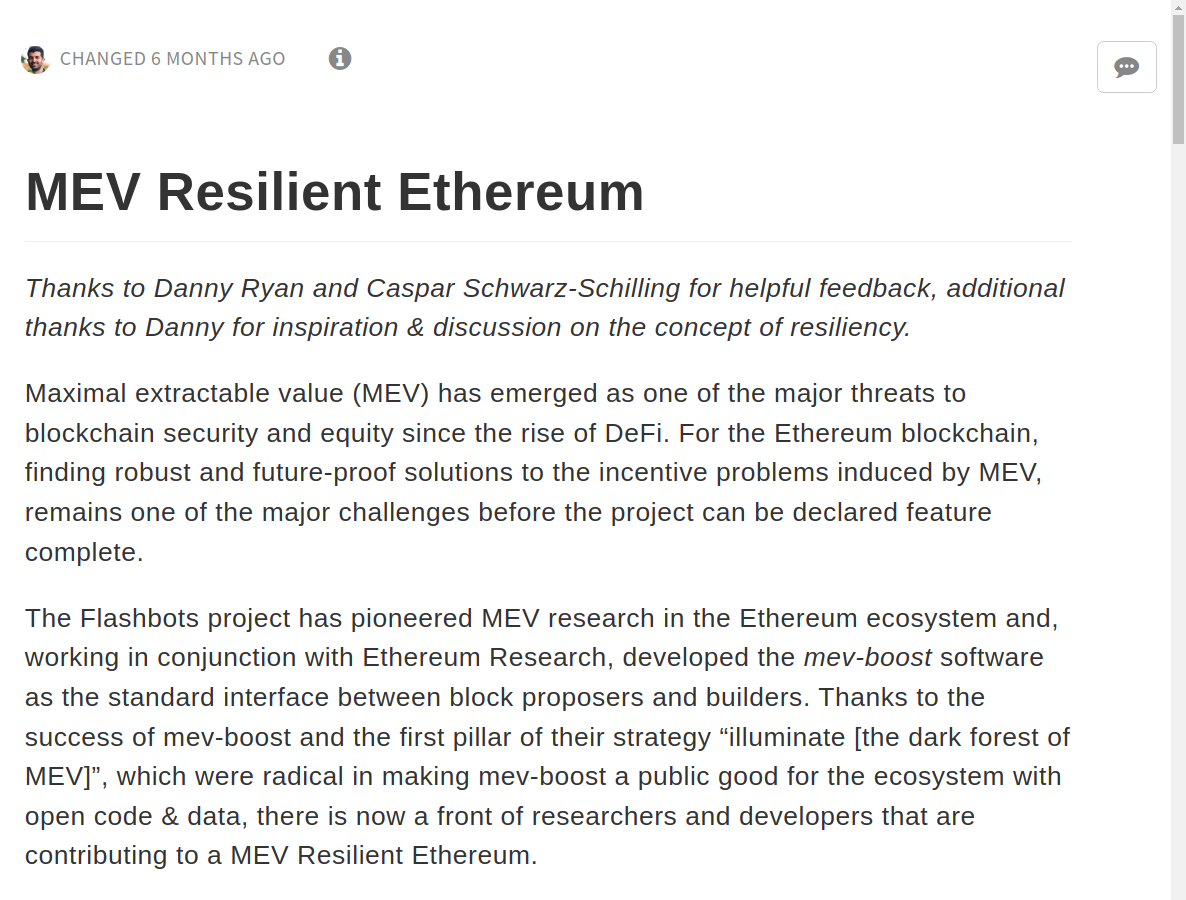 CHANGED 6 MONTHS AGO
MEV Resilient Ethereum
Thanks to Danny Ryan and Caspar Schwarz-Schilling for helpful feedback, additional
thanks to Danny for inspiration & discussion on the concept of resiliency.
Maximal extractable value (MEV) has emerged as one of the major threats to
blockchain security and equity since the rise of DeFi. For the Ethereum blockchain,
finding robust and future-proof solutions to the incentive problems induced by MEV,
remains one of the major challenges before the project can be declared feature
complete.
The Flashbots project has pioneered MEV research in the Ethereum ecosystem and,
working in conjunction with Ethereum Research, developed the mev-boost software
as the standard interface between block proposers and builders. Thanks to the
success of mev-boost and the first pillar of their strategy “illuminate [the dark forest of
MEV]”, which were radical in making mev-boost a public good for the ecosystem with
open code & data, there is now a front of researchers and developers that are
contributing to a MEV Resilient Ethereum.